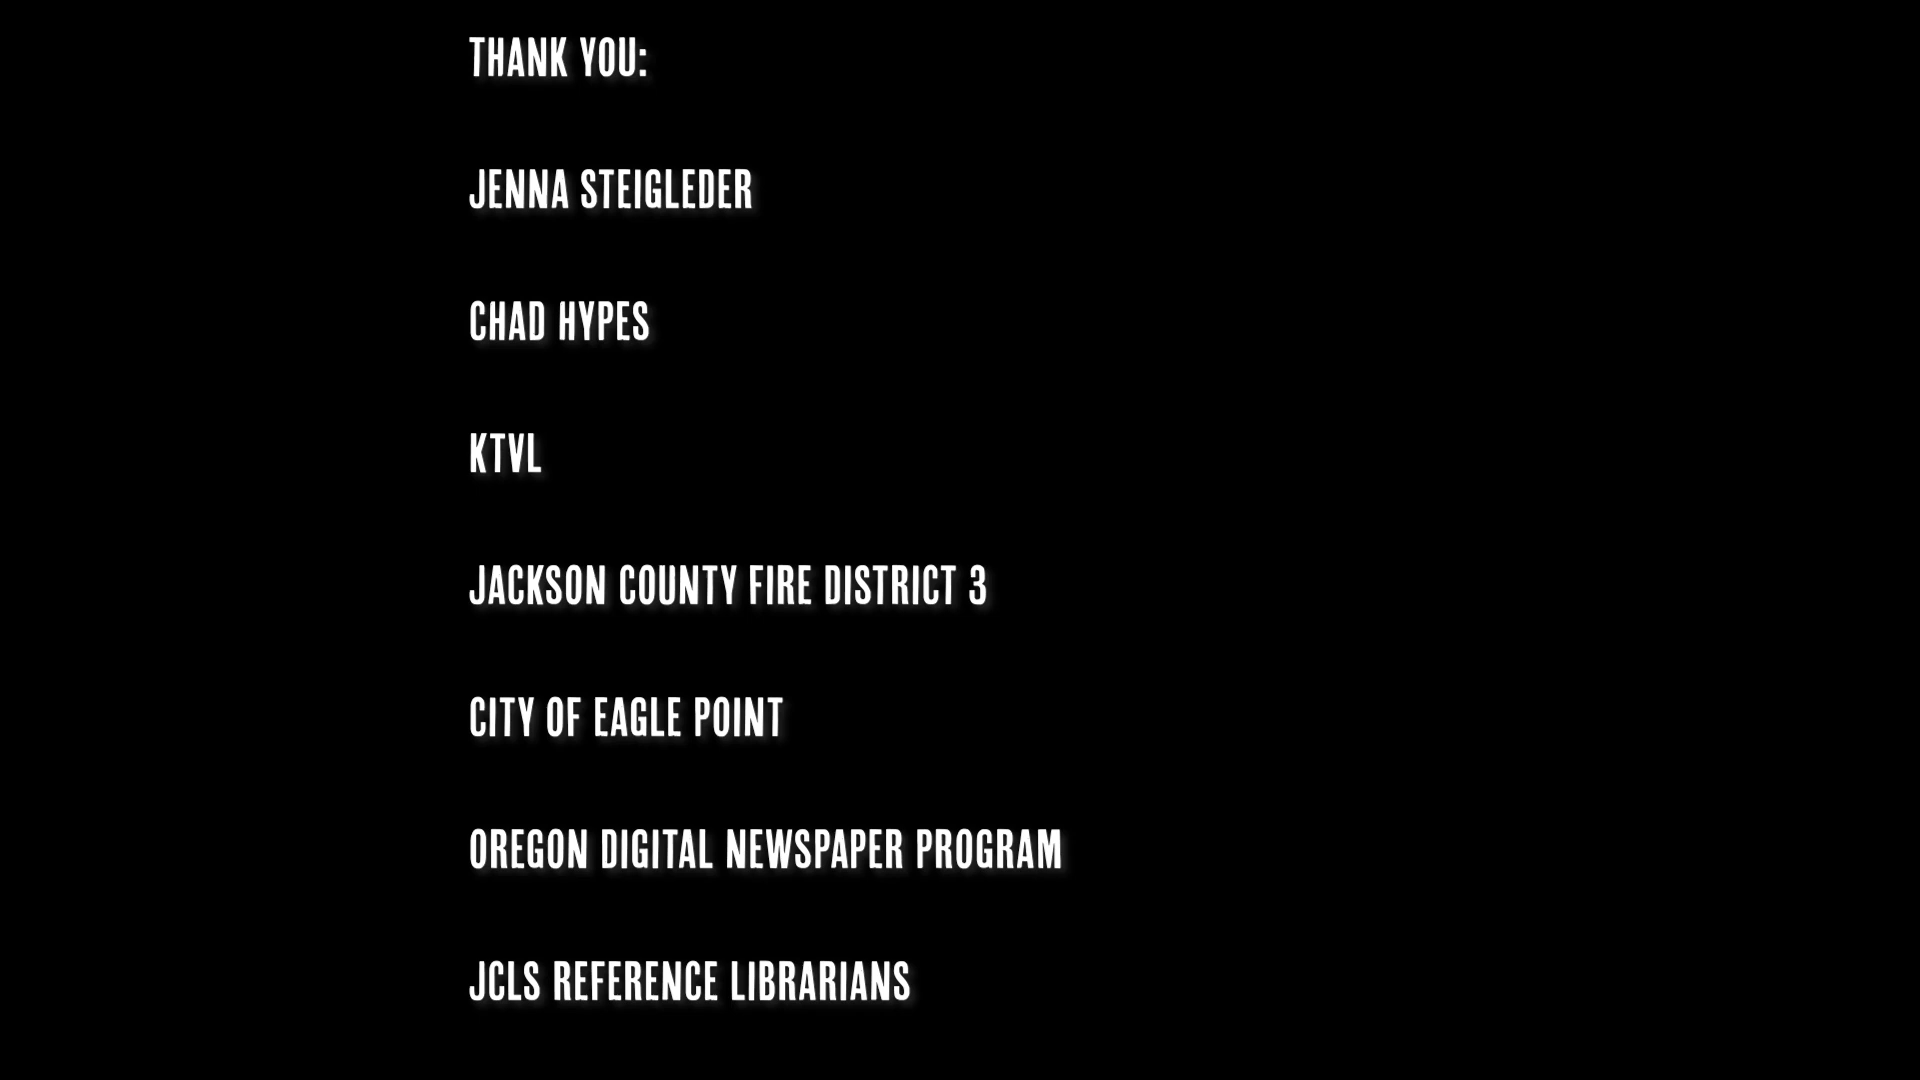 THANK YOU:
JENNA STEIGLEDER
CHAD HYPES
KTVL
JACKSON COUNTY FIRE DISTRICT 3
CITY OF EAGLE POINT
OREGON DIGITAL NEWSPAPER PROGRAM
JCLS REFERENCE LIBRARIANS